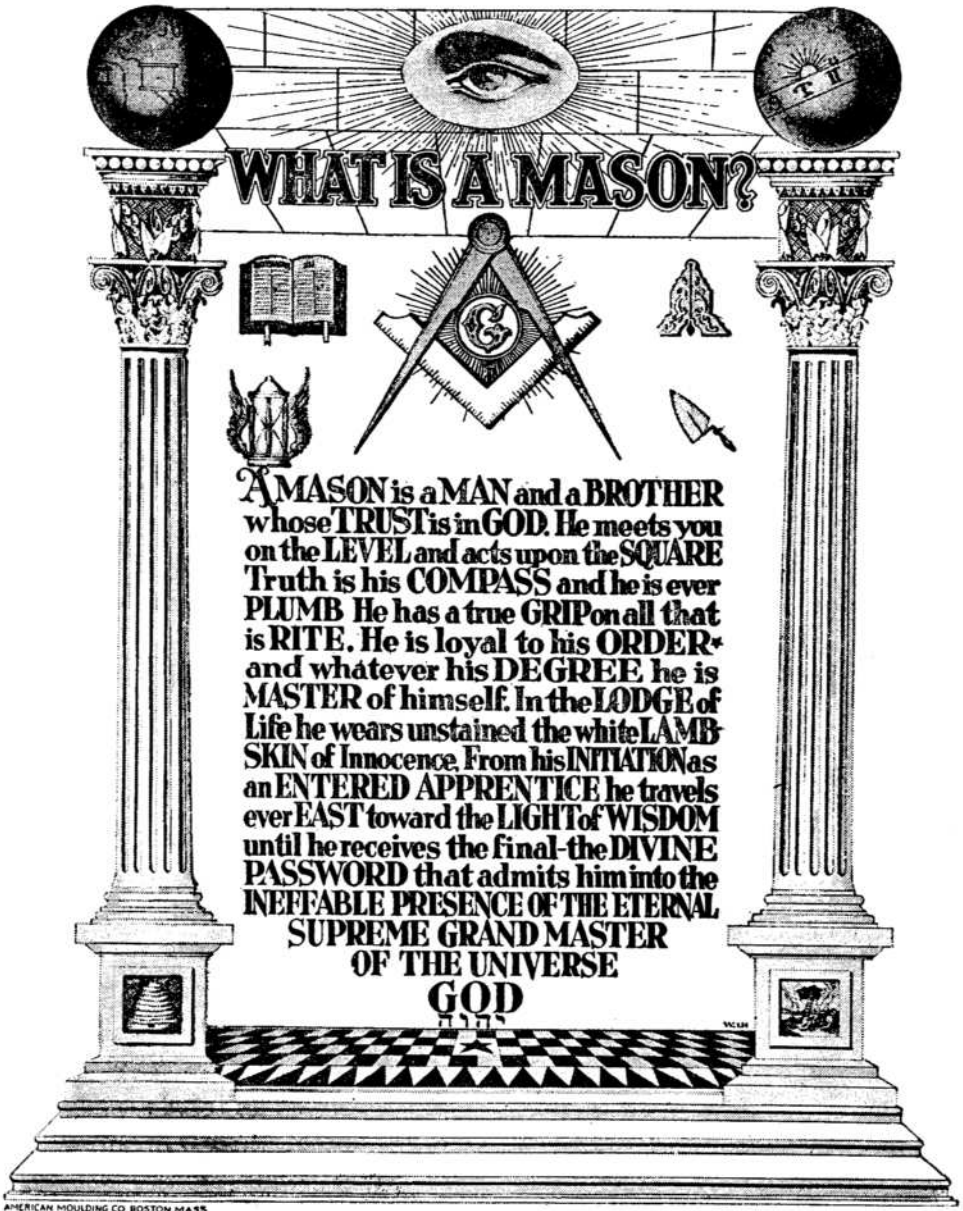 WHAT IS A MASON?
G
A MASON is a MAN and a BROTHER
whose TRUST is in GOD. He meets you
on the LEVEL and acts upon the SQUARE
Truth is his COMPASS and he is ever
PLUMB He has a true GRIP on all that
is RITE. He is loyal to his ORDER*
and whatever his DEGREE he is
MASTER of himself. In the LODGE of
Life he wears unstained the white LAMB-
SKIN of Innocence, From his INITIATION as
an ENTERED APPRENTICE he travels
ever EAST toward the LIGHT of WISDOM
until he receives the final-the DIVINE
PASSWORD that admits him into the
INEFFABLE PRESENCE OF THE ETERNAL
SUPREME GRAND MASTER
OF THE UNIVERSE
GOD
יהוה
AMERICAN MOULDING CO. BOSTON MASS